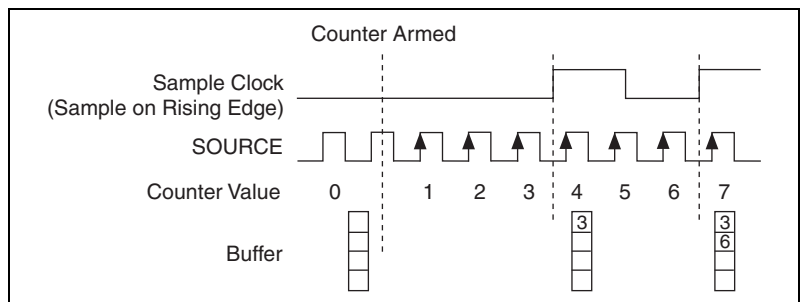 Counter Armed
Sample Clock
(Sample on Rising Edge)
SOURCE
Counter Value 0 1 2 3 4 5 6 7
Buffer
3 3
6